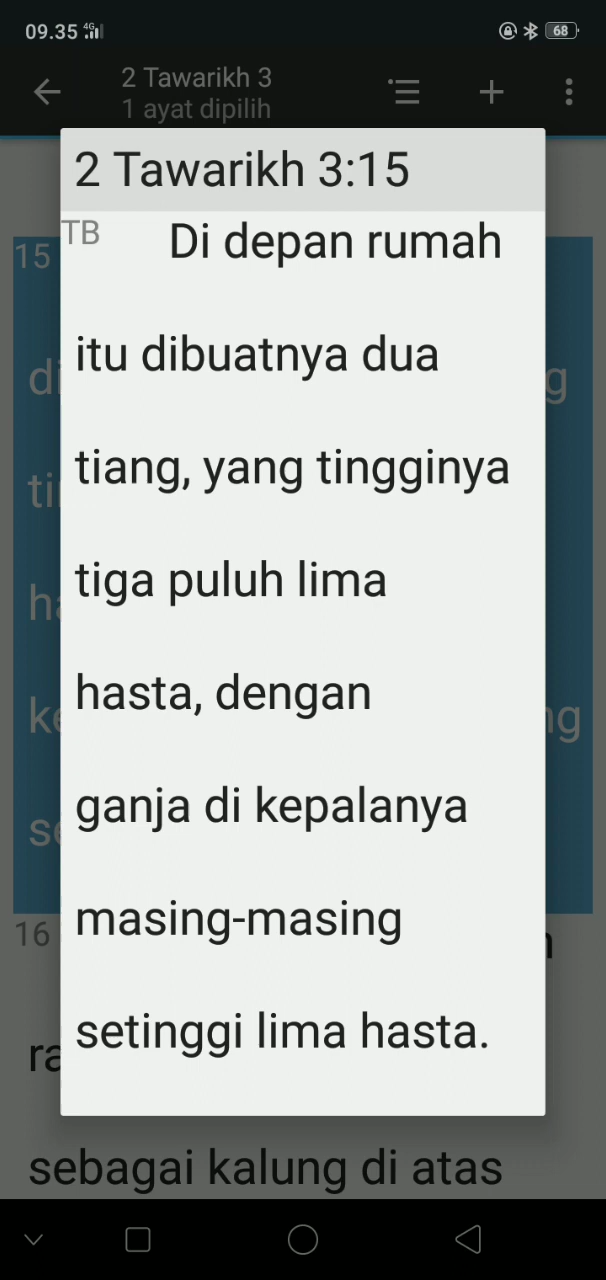 09.35 4G 68
2 Tawarikh 3
1 ayat dipilih
2 Tawarikh 3:15
TB Di depan rumah
itu dibuatnya dua
tiang, yang tingginya
tiga puluh lima
hasta, dengan
ganja di kepalanya
masing-masing
setinggi lima hasta.
15
16
sebagai kalung di atas